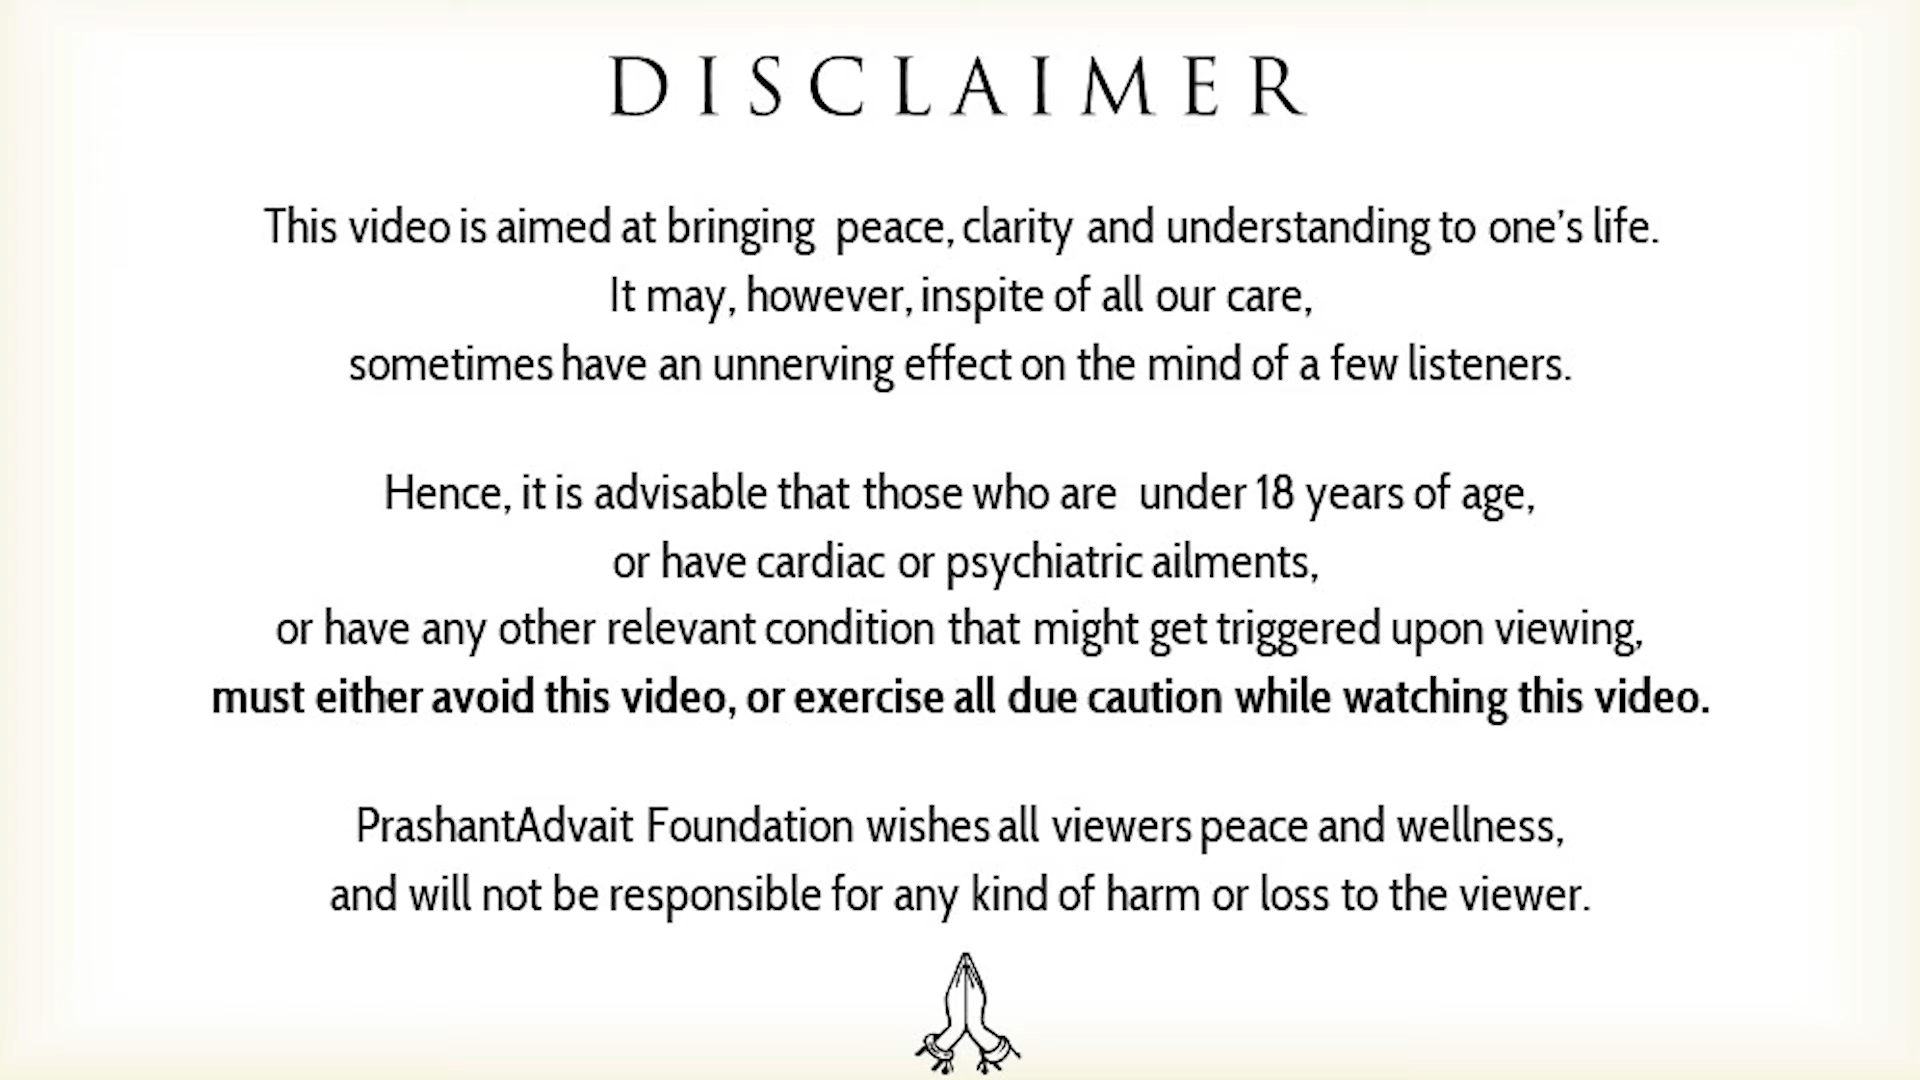 DISCLAIMER
This video is aimed at bringing peace, clarity and understanding to one's life.
It may, however, inspite of all our care,
sometimes have an unnerving effect on the mind of a few listeners.
Hence, it is advisable that those who are under 18 years of age,
or have cardiac or psychiatric ailments,
or have any other relevant condition that might get triggered upon viewing,
must either avoid this video, or exercise all due caution while watching this video.
PrashantAdvait Foundation wishes all viewers peace and wellness,
and will not be responsible for any kind of harm or loss to the viewer.